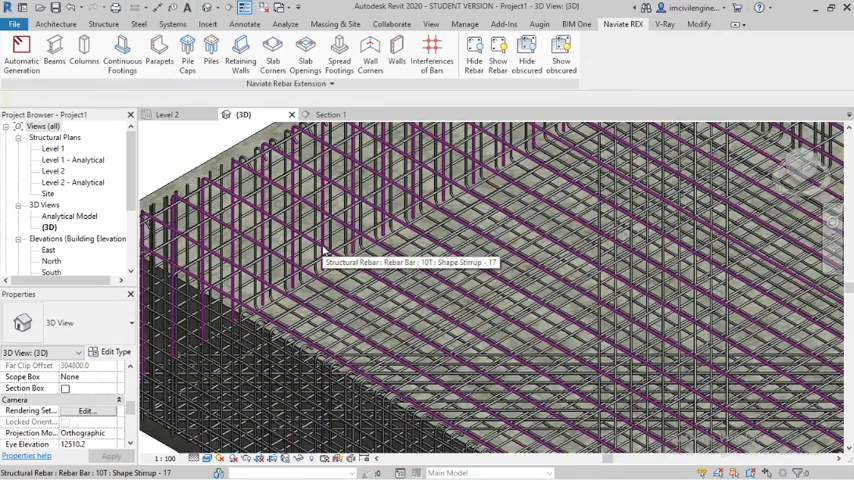 Autodesk Revit 2020 - STUDENT VERSION - Project1 - 3D View: {3D}
imcivilengine...
File Architecture Structure Steel Systems Insert Annotate Analyze Massing & Site Collaborate View Manage Add-Ins Augin BIM One Naviate REX V-Ray Modify
Automatic Generation
Beams
Columns
Continuous Footings
Parapets
Pile Caps
Piles
Retaining Walls
Slab Corners
Slab Openings
Spread Footings
Wall Corners
Walls
Interferences of Bars
Hide Rebar
Show Rebar
Hide obscured
Show obscured
Naviate Rebar Extension
Project Browser - Project1
Level 2
{3D}
Section 1
Views (all)
Structural Plans
Level 1
Level 1 - Analytical
Level 2
Level 2 - Analytical
Site
3D Views
Analytical Model
{3D}
Elevations (Building Elevation
East
North
South
Structural Rebar : Rebar Bar : 10T : Shape Stirrup - 17
Properties
3D View
3D View: {3D}
Edit Type
Far Clip Offset 304800.0
Scope Box None
Section Box
Camera
Rendering Set... Edit...
Locked Orient...
Projection Mo... Orthographic
Eye Elevation 12510.2
Properties help
Apply
1 : 100
Structural Rebar : Rebar Bar : 10T : Shape Stirrup - 17
:0
Main Model
:0